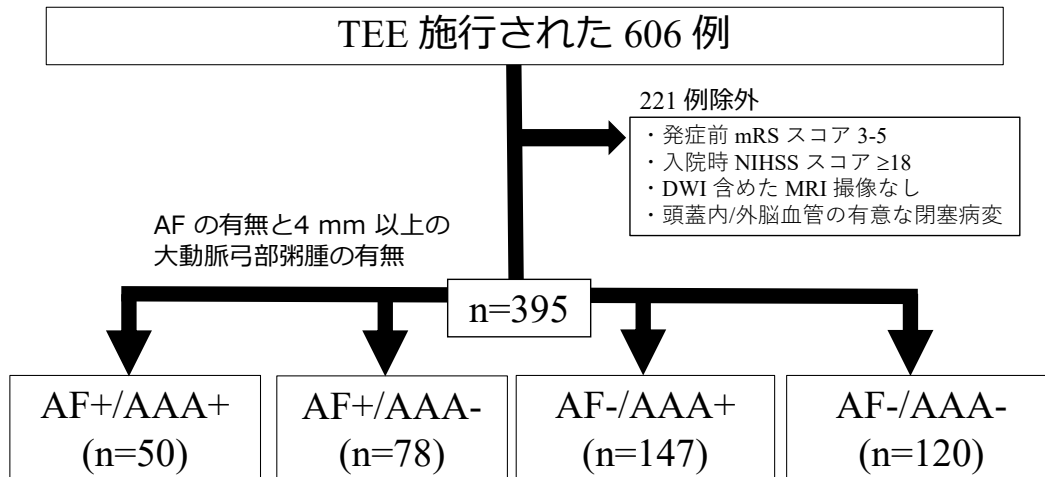 TEE 施行された 606 例
221 例除外
・発症前 mRS スコア 3-5
・入院時 NIHSS スコア ≥18
・DWI 含めた MRI 撮像なし
・頭蓋内/外脳血管の有意な閉塞病変
AF の有無と4 mm 以上の
大動脈弓部粥腫の有無
n=395
AF+/AAA+
(n=50)
AF+/AAA-
(n=78)
AF-/AAA+
(n=147)
AF-/AAA-
(n=120)